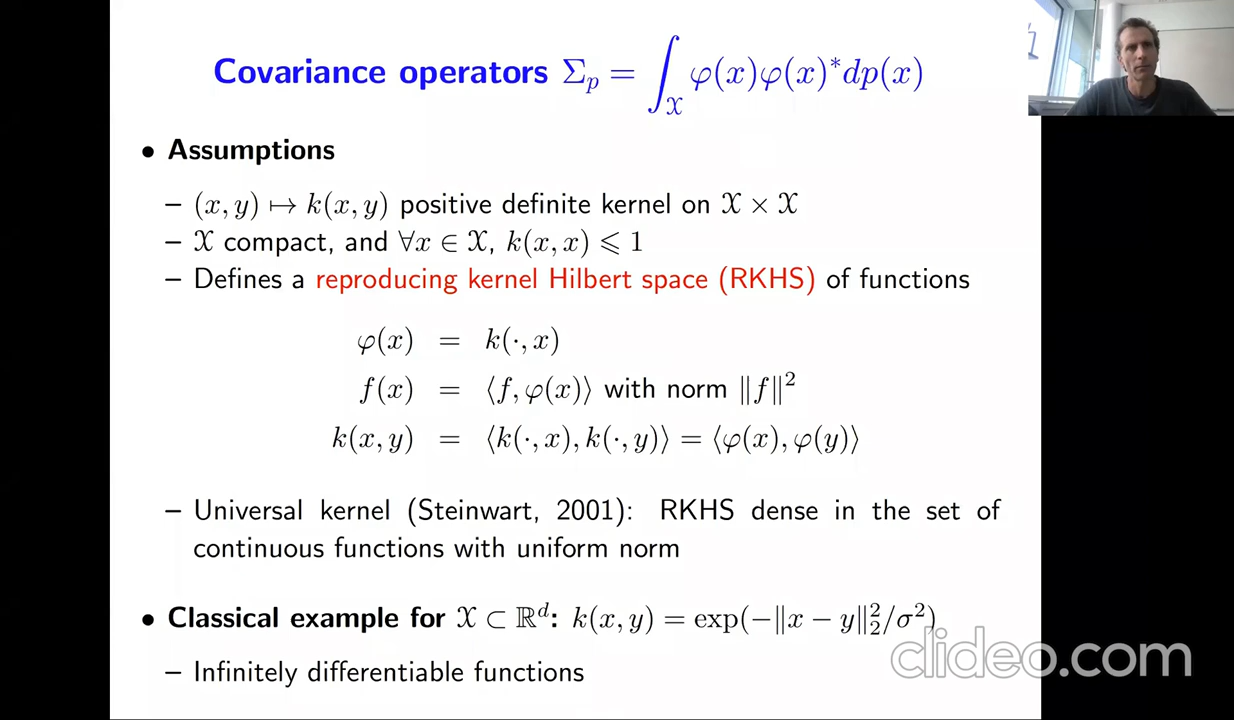 Covariance operators Σ_p = ∫_𝒳 φ(x)φ(x)*dp(x)
• Assumptions
– (x, y) ↦ k(x, y) positive definite kernel on 𝒳 × 𝒳
– 𝒳 compact, and ∀x ∈ 𝒳, k(x, x) ⩽ 1
– Defines a reproducing kernel Hilbert space (RKHS) of functions
φ(x) = k(·, x)
f(x) = ⟨f, φ(x)⟩ with norm ‖f‖²
k(x, y) = ⟨k(·, x), k(·, y)⟩ = ⟨φ(x), φ(y)⟩
– Universal kernel (Steinwart, 2001): RKHS dense in the set of
continuous functions with uniform norm
• Classical example for 𝒳 ⊂ ℝᵈ: k(x, y) = exp(−‖x − y‖₂²/σ²)
– Infinitely differentiable functions
clideo.com